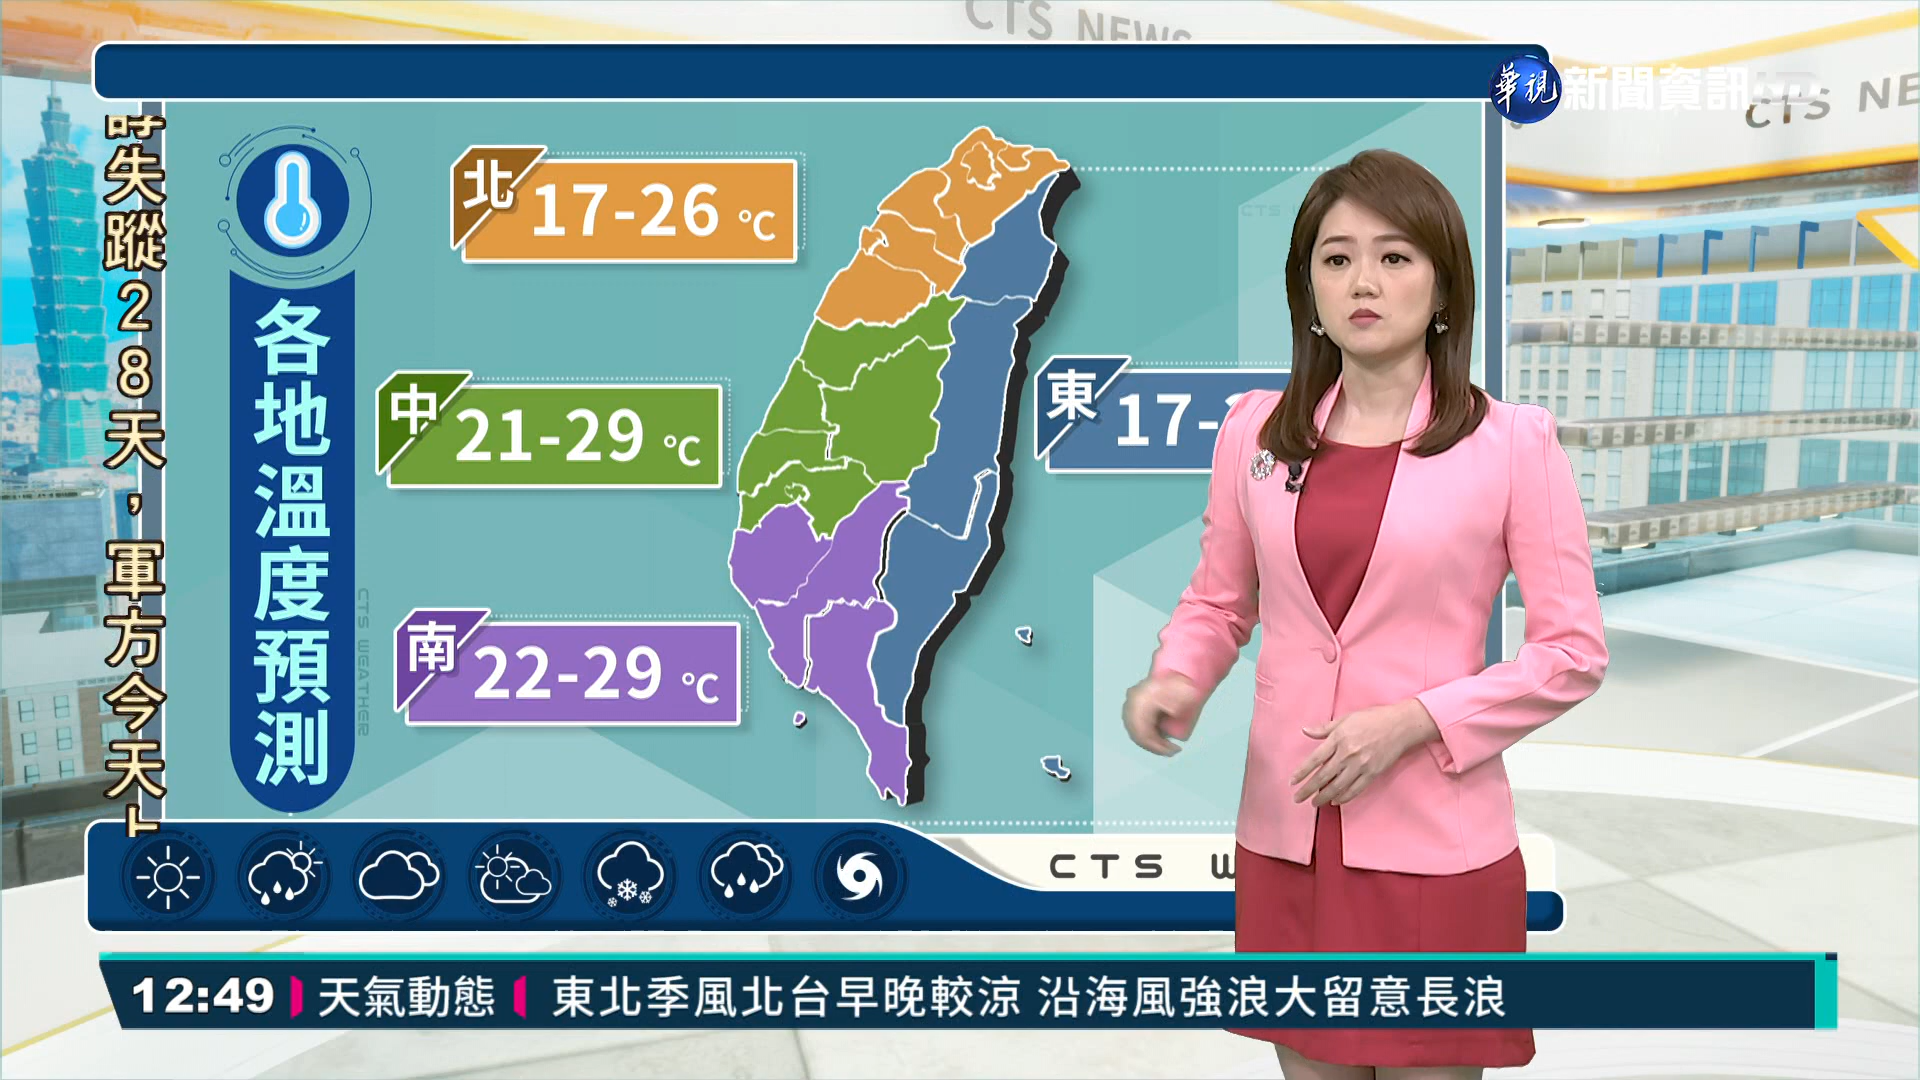 CTS NEWS
華視 新聞資訊
CTS NE
失蹤28天，軍方今天
各地溫度預測
北 17-26 °C
中 21-29 °C
東 17-
南 22-29 °C
CTS WEATHER
CTS W
12:49 天氣動態 東北季風北台早晚較涼 沿海風強浪大留意長浪